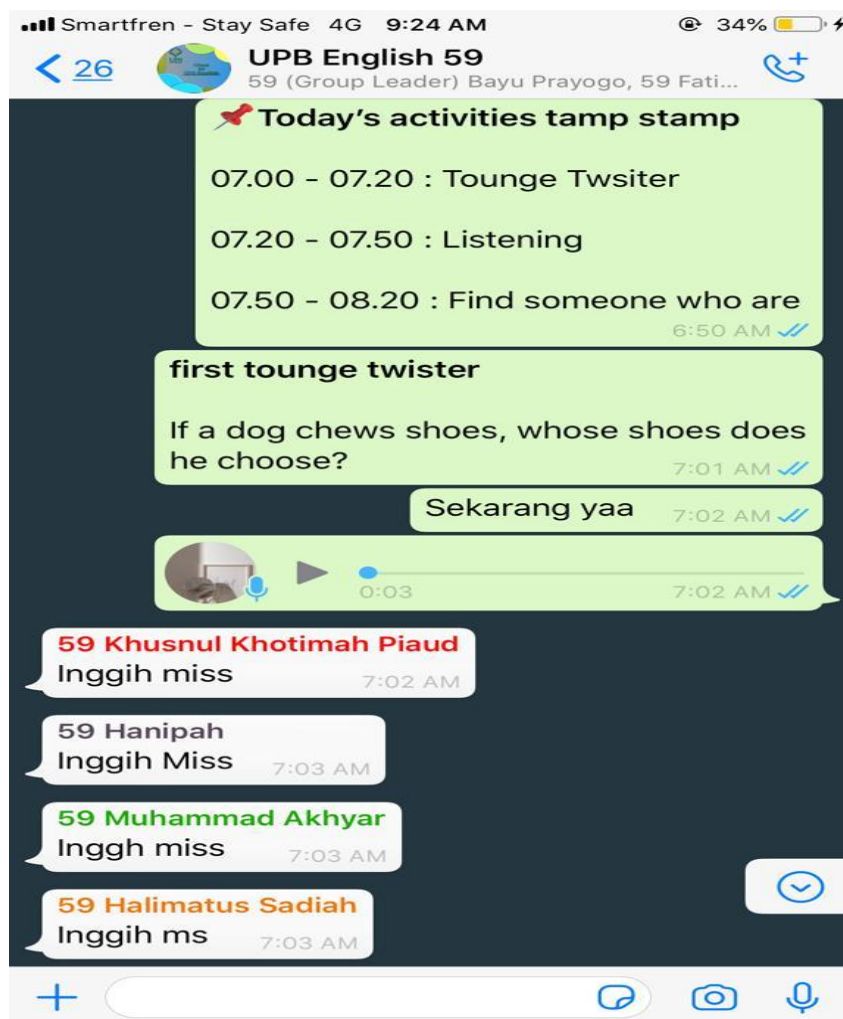 Smartfren - Stay Safe 4G 9:24 AM 34%
26 UPB English 59
59 (Group Leader) Bayu Prayogo, 59 Fati...
📌Today's activities tamp stamp
07.00 - 07.20 : Tounge Twsiter
07.20 - 07.50 : Listening
07.50 - 08.20 : Find someone who are
6:50 AM
first tounge twister
If a dog chews shoes, whose shoes does
he choose? 7:01 AM
Sekarang yaa 7:02 AM
0:03 7:02 AM
59 Khusnul Khotimah Piaud
Inggih miss 7:02 AM
59 Hanipah
Inggih Miss 7:03 AM
59 Muhammad Akhyar
Inggh miss 7:03 AM
59 Halimatus Sadiah
Inggih ms 7:03 AM